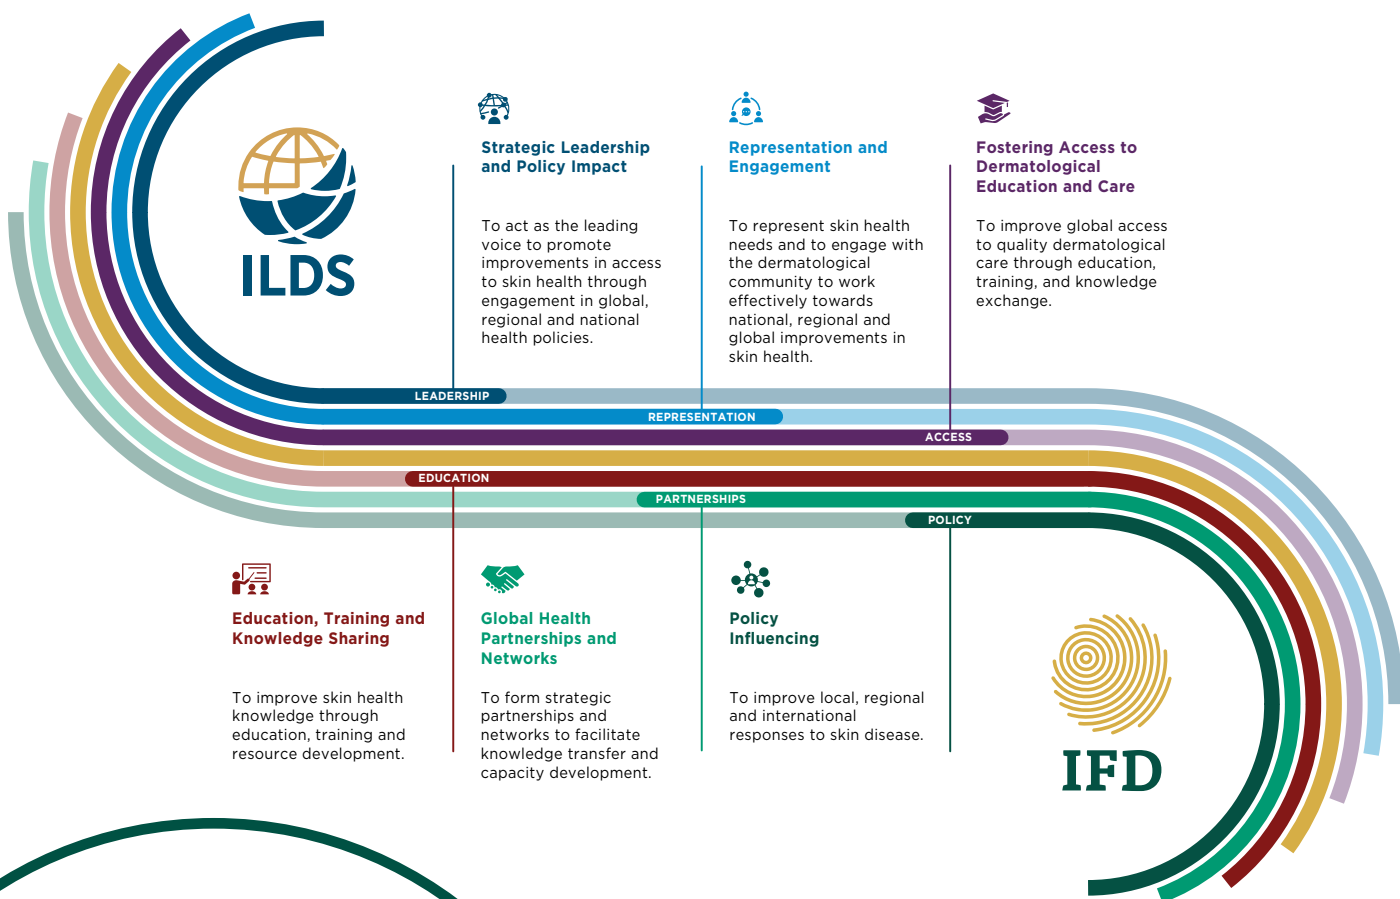 ILDS
Strategic Leadership
and Policy Impact
To act as the leading
voice to promote
improvements in access
to skin health through
engagement in global,
regional and national
health policies.
Representation and
Engagement
To represent skin health
needs and to engage with
the dermatological
community to work
effectively towards
national, regional and
global improvements in
skin health.
Fostering Access to
Dermatological
Education and Care
To improve global access
to quality dermatological
care through education,
training, and knowledge
exchange.
LEADERSHIP
REPRESENTATION
ACCESS
EDUCATION
PARTNERSHIPS
POLICY
Education, Training and
Knowledge Sharing
To improve skin health
knowledge through
education, training and
resource development.
Global Health
Partnerships and
Networks
To form strategic
partnerships and
networks to facilitate
knowledge transfer and
capacity development.
Policy
Influencing
To improve local, regional
and international
responses to skin disease.
IFD